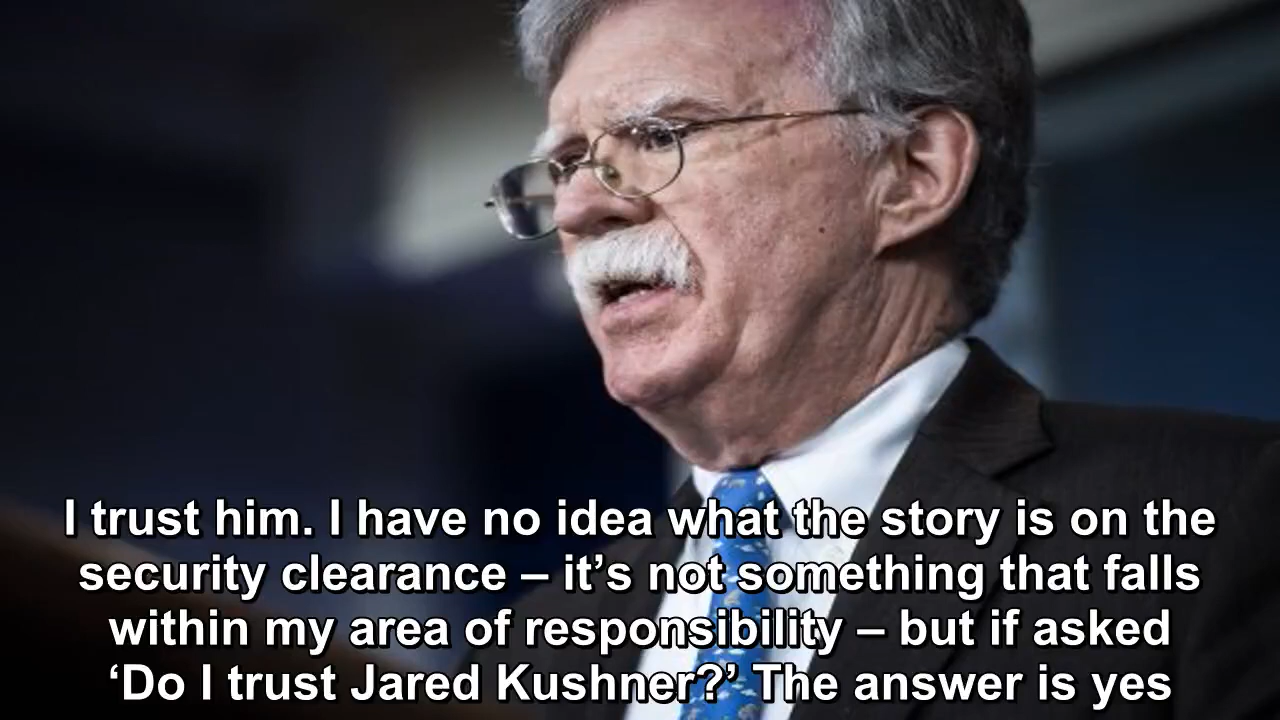 I trust him. I have no idea what the story is on the
security clearance – it’s not something that falls
within my area of responsibility – but if asked
‘Do I trust Jared Kushner?’ The answer is yes